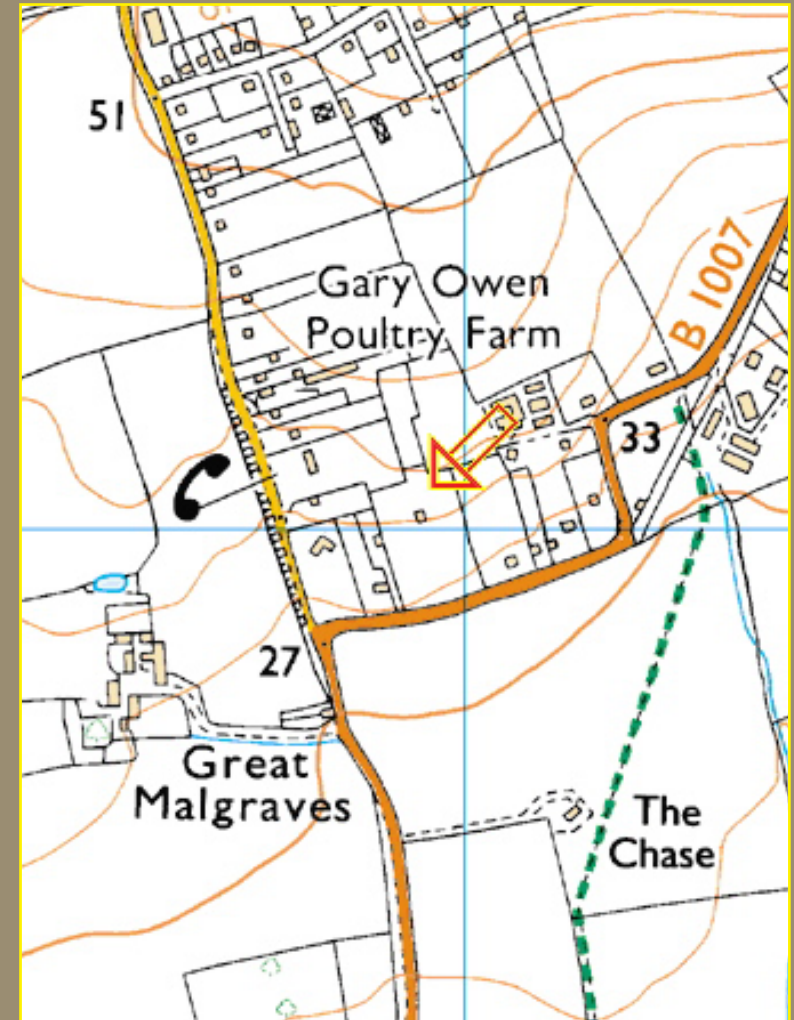 51
Gary Owen
Poultry Farm
B 1007
33
27
Great
Malgraves
The
Chase